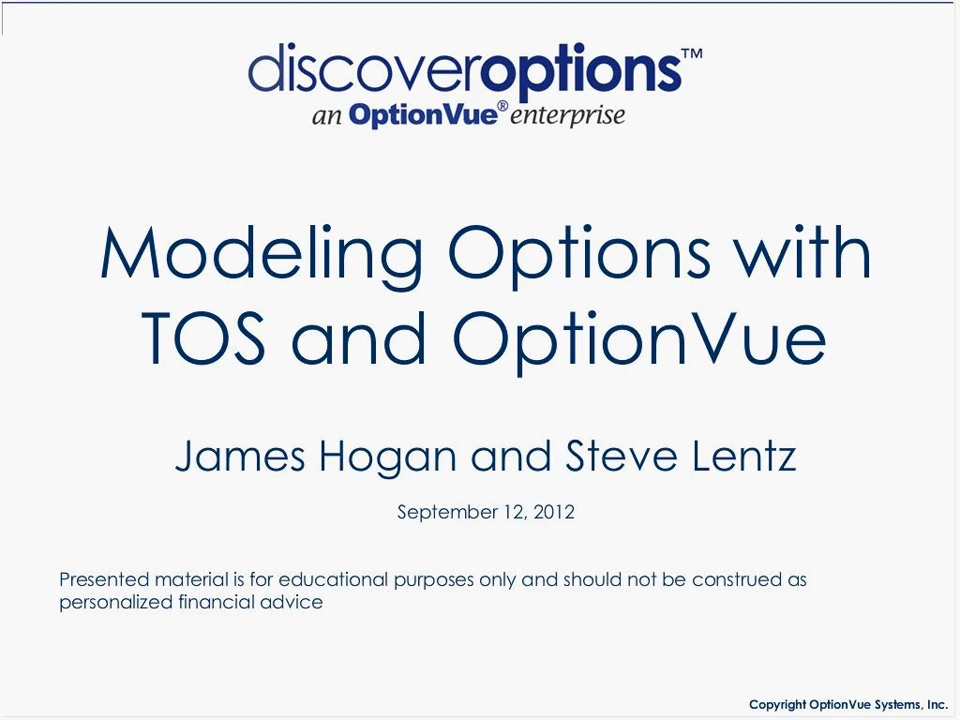 discoveroptions™
an OptionVue® enterprise
Modeling Options with
TOS and OptionVue
James Hogan and Steve Lentz
September 12, 2012
Presented material is for educational purposes only and should not be construed as
personalized financial advice
Copyright OptionVue Systems, Inc.